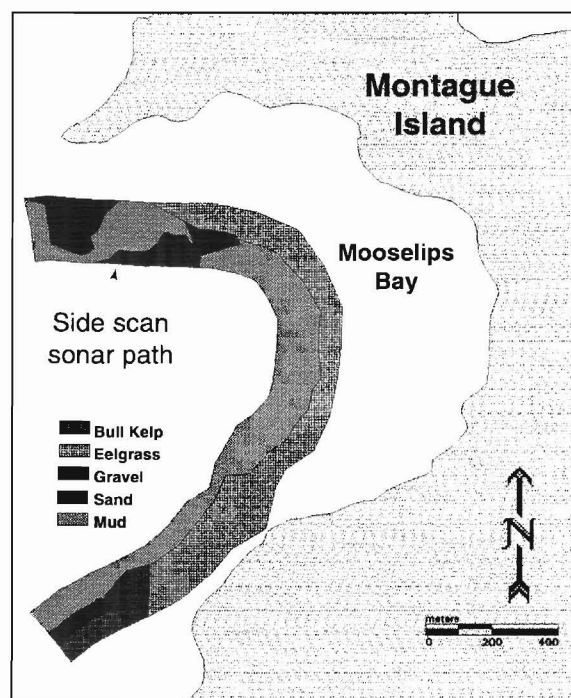 Montague
Island
Mooselips
Bay
Side scan
sonar path
Bull Kelp
Eelgrass
Gravel
Sand
Mud
N
meters
0 200 400